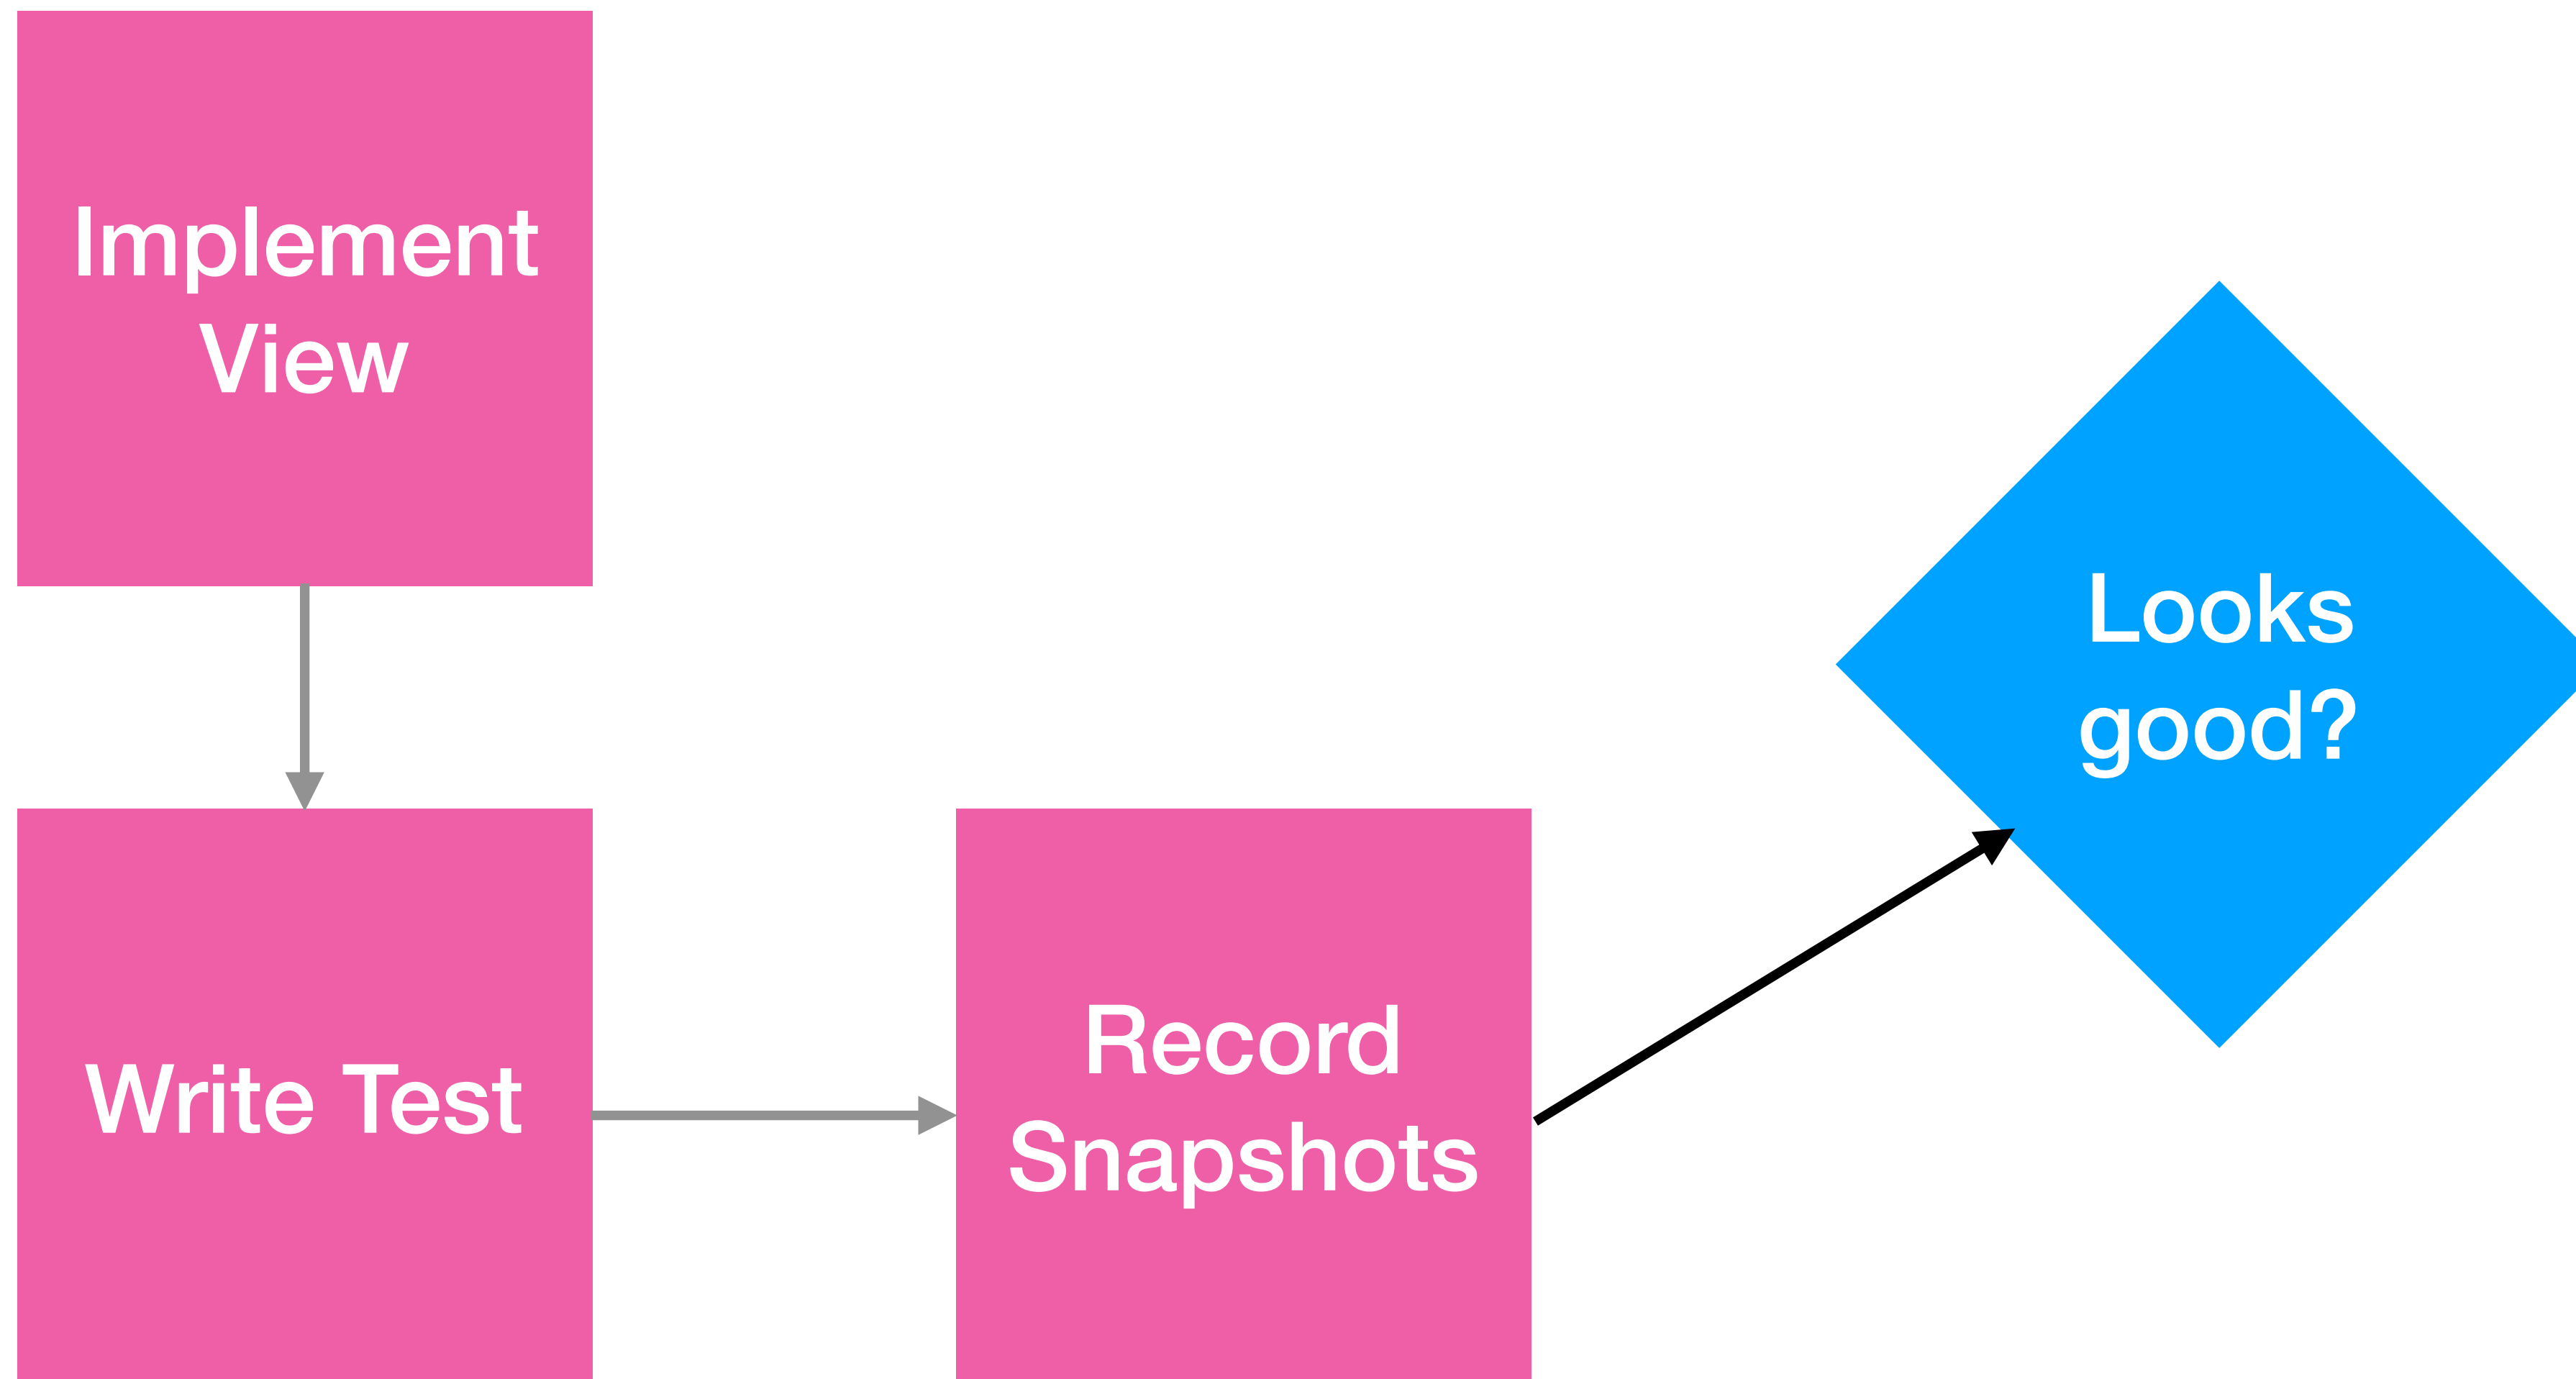 Implement
View
Write Test
Record
Snapshots
Looks
good?